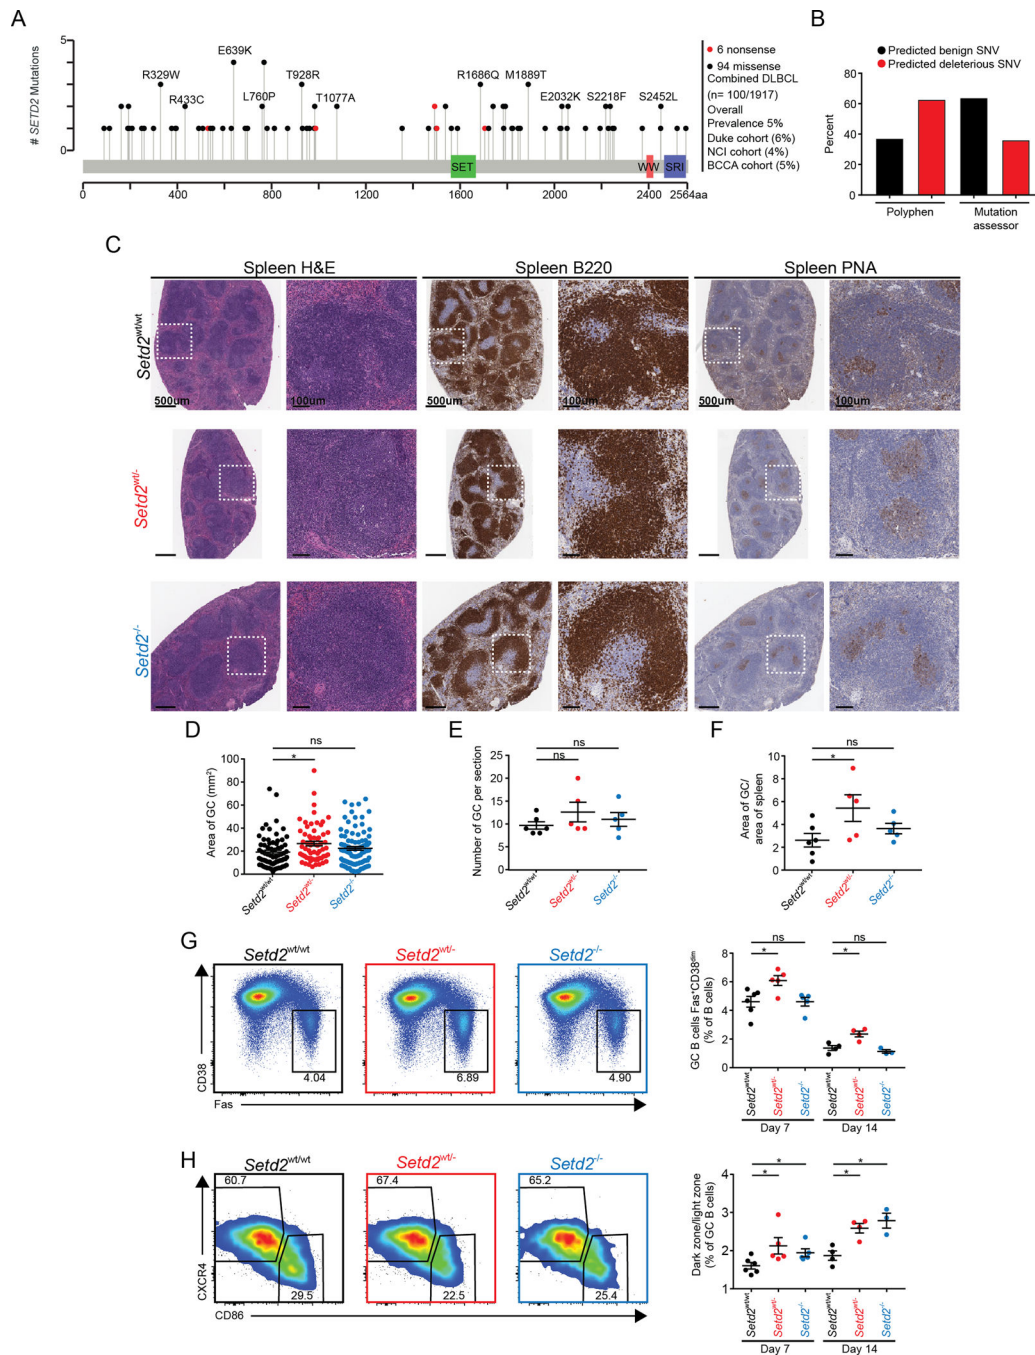 A
# SETD2 Mutations
5
0
E639K
R329W
T928R
R433C
L760P
T1077A
R1686Q
M1889T
E2032K
S2218F
S2452L
SET
WW
SRI
0
400
800
1200
1600
2000
2400
2564aa
6 nonsense
94 missense
Combined DLBCL
(n= 100/1917)
Overall
Prevalence 5%
Duke cohort (6%)
NCI cohort (4%)
BCCA cohort (5%)
B
Predicted benign SNV
Predicted deleterious SNV
Percent
80
60
40
20
0
Polyphen
Mutation
assessor
C
Spleen H&E
Spleen B220
Spleen PNA
Setd2wt/wt
500um
100um
500um
100um
500um
100um
Setd2wt/-
Setd2-/-
D
Area of GC (mm²)
100
80
60
40
20
0
ns
*
Setd2wt/wt
Setd2wt/-
Setd2-/-
E
Number of GC per section
25
20
15
10
5
0
ns
ns
Setd2wt/wt
Setd2wt/-
Setd2-/-
F
Area of GC/
area of spleen
10
8
6
4
2
0
ns
*
Setd2wt/wt
Setd2wt/-
Setd2-/-
G
Setd2wt/wt
Setd2wt/-
Setd2-/-
CD38
4.04
6.89
4.90
Fas
GC B cells Fas+CD38dim
(% of B cells)
8
6
4
2
0
ns
*
ns
*
Setd2wt/wt
Setd2wt/-
Setd2-/-
Setd2wt/wt
Setd2wt/-
Setd2-/-
Day 7
Day 14
H
Setd2wt/wt
Setd2wt/-
Setd2-/-
CXCR4
60.7
29.5
67.4
22.5
65.2
25.4
CD86
Dark zone/light zone
(% of GC B cells)
4
3
2
1
*
*
*
*
Setd2wt/wt
Setd2wt/-
Setd2-/-
Setd2wt/wt
Setd2wt/-
Setd2-/-
Day 7
Day 14